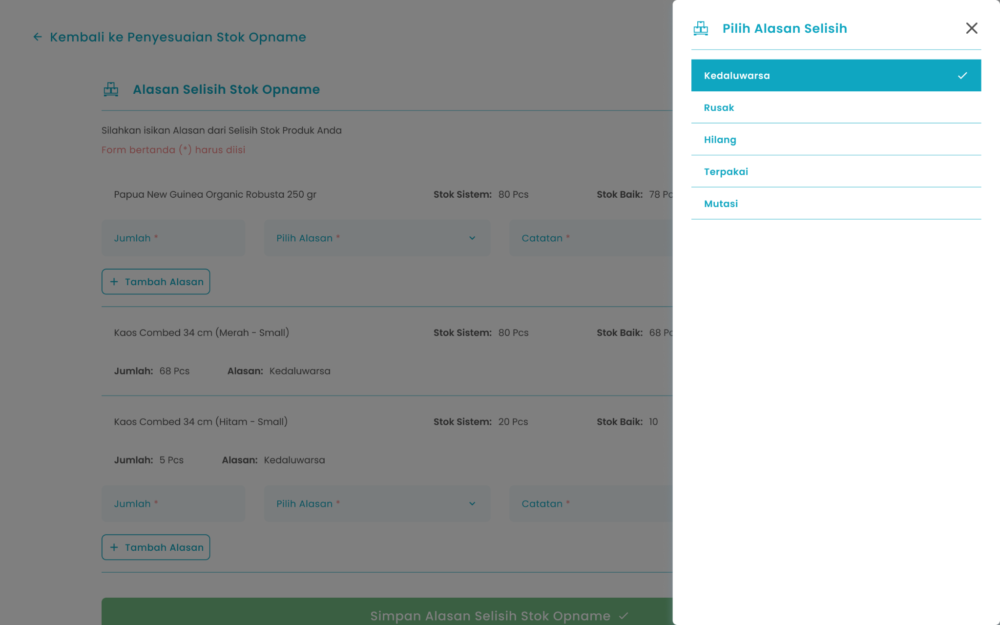 Kembali ke Penyesuaian Stok Opname
Alasan Selisih Stok Opname
Silahkan isikan Alasan dari Selisih Stok Produk Anda
Form bertanda (*) harus diisi
Papua New Guinea Organic Robusta 250 gr Stok Sistem: 80 Pcs Stok Baik: 78 Pc
Jumlah * Pilih Alasan * Catatan *
+ Tambah Alasan
Kaos Combed 34 cm (Merah - Small) Stok Sistem: 80 Pcs Stok Baik: 68 Pc
Jumlah: 68 Pcs Alasan: Kedaluwarsa
Kaos Combed 34 cm (Hitam - Small) Stok Sistem: 20 Pcs Stok Baik: 10
Jumlah: 5 Pcs Alasan: Kedaluwarsa
Jumlah * Pilih Alasan * Catatan *
+ Tambah Alasan
Simpan Alasan Selisih Stok Opname
Pilih Alasan Selisih
Kedaluwarsa
Rusak
Hilang
Terpakai
Mutasi